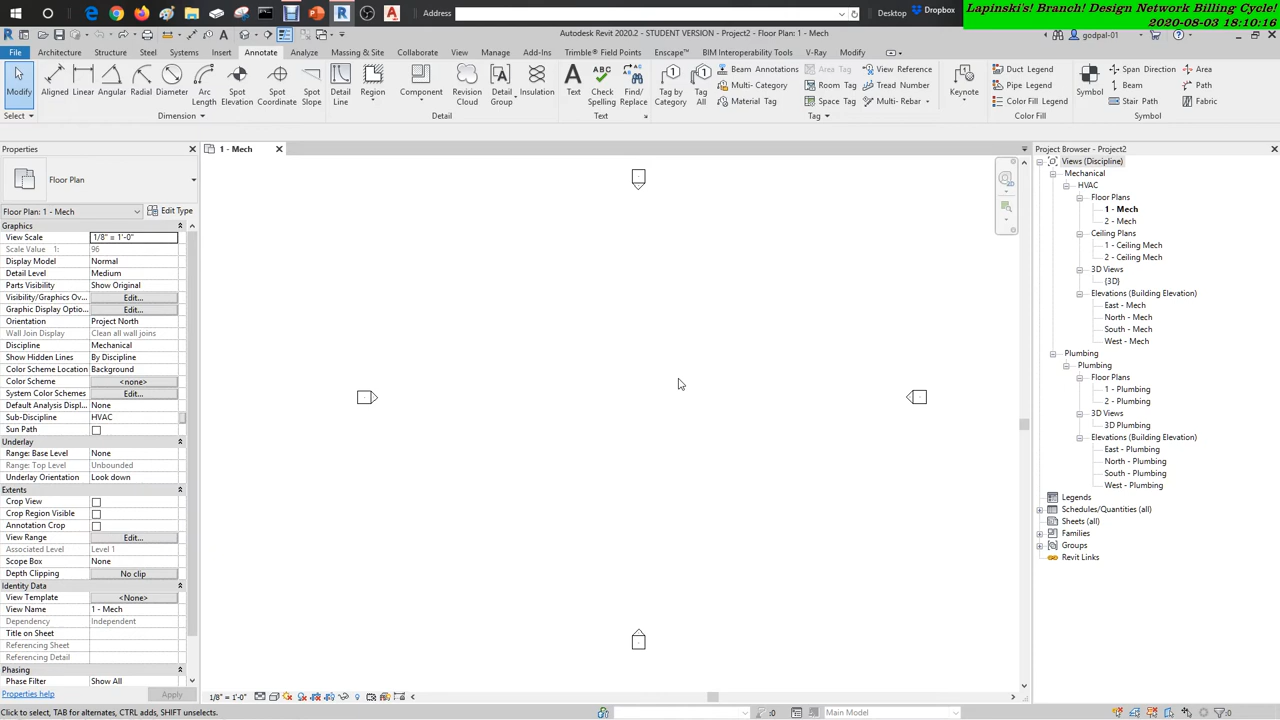 Address
Desktop
Dropbox
Lapinski's! Branch! Design Network Billing Cycle!
2020-08-03 18:10:16
Autodesk Revit 2020.2 - STUDENT VERSION - Project2 - Floor Plan: 1 - Mech
godpal-01
File Architecture Structure Steel Systems Insert Annotate Analyze Massing & Site Collaborate View Manage Add-Ins Trimble® Field Points Enscape™ BIM Interoperability Tools V-Ray Modify
Modify
Aligned Linear Angular Radial Diameter Arc Length Spot Elevation Spot Coordinate Spot Slope
Detail Line Region Component Revision Cloud Detail Group Insulation
Text Check Spelling Find/ Replace
Tag by Category Tag All
Beam Annotations Area Tag View Reference
Multi- Category Room Tag Tread Number
Material Tag Space Tag Multi- Rebar
Keynote
Duct Legend
Pipe Legend
Color Fill Legend
Symbol
Span Direction Area
Beam Path
Stair Path Fabric
Select Dimension Detail Text Tag Color Fill Symbol
Properties
Floor Plan
Floor Plan: 1 - Mech Edit Type
Graphics
View Scale 1/8" = 1'-0"
Scale Value 1: 96
Display Model Normal
Detail Level Medium
Parts Visibility Show Original
Visibility/Graphics Ov... Edit...
Graphic Display Optio... Edit...
Orientation Project North
Wall Join Display Clean all wall joins
Discipline Mechanical
Show Hidden Lines By Discipline
Color Scheme Location Background
Color Scheme <none>
System Color Schemes Edit...
Default Analysis Displ... None
Sub-Discipline HVAC
Sun Path
Underlay
Range: Base Level None
Range: Top Level Unbounded
Underlay Orientation Look down
Extents
Crop View
Crop Region Visible
Annotation Crop
View Range Edit...
Associated Level Level 1
Scope Box None
Depth Clipping No clip
Identity Data
View Template <None>
View Name 1 - Mech
Dependency Independent
Title on Sheet
Referencing Sheet
Referencing Detail
Phasing
Phase Filter Show All
Properties help Apply
1 - Mech
1/8" = 1'-0"
Project Browser - Project2
Views (Discipline)
Mechanical
HVAC
Floor Plans
1 - Mech
2 - Mech
Ceiling Plans
1 - Ceiling Mech
2 - Ceiling Mech
3D Views
{3D}
Elevations (Building Elevation)
East - Mech
North - Mech
South - Mech
West - Mech
Plumbing
Plumbing
Floor Plans
1 - Plumbing
2 - Plumbing
3D Views
3D Plumbing
Elevations (Building Elevation)
East - Plumbing
North - Plumbing
South - Plumbing
West - Plumbing
Legends
Schedules/Quantities (all)
Sheets (all)
Families
Groups
Revit Links
Click to select, TAB for alternates, CTRL adds, SHIFT unselects.
:0
Main Model
:0